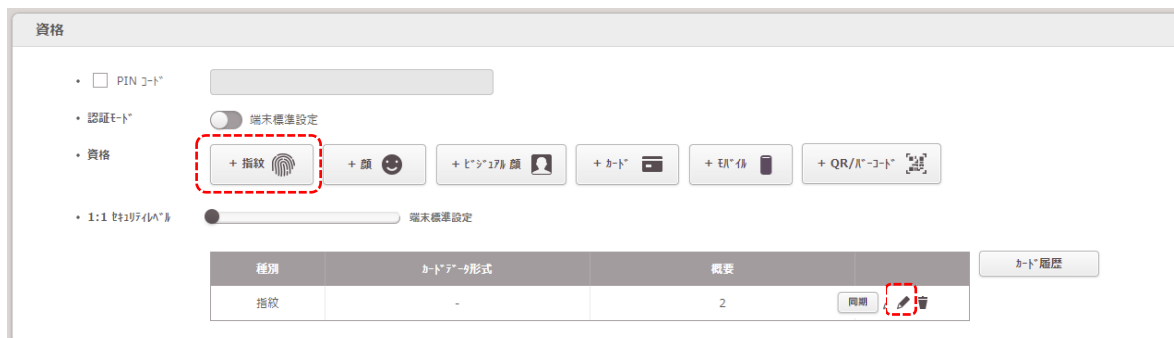 資格
• PIN ｺｰﾄﾞ
• 認証ﾓｰﾄﾞ 端末標準設定
• 資格 + 指紋 + 顔 + ﾋﾞｼﾞｭｱﾙ 顔 + ｶｰﾄﾞ + ﾓﾊﾞｲﾙ + QR/ﾊﾞｰｺｰﾄﾞ
• 1:1 ｾｷｭﾘﾃｨﾚﾍﾞﾙ 端末標準設定
種別 ｶｰﾄﾞﾃﾞｰﾀ形式 概要 ｶｰﾄﾞ履歴
指紋 - 2 同期